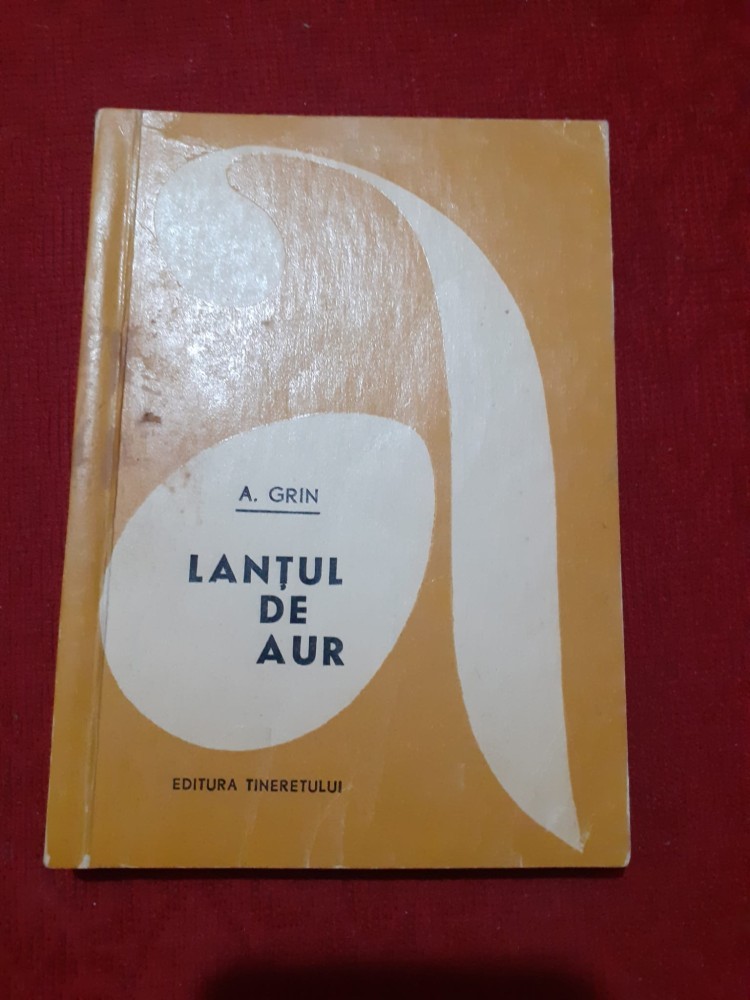 A. GRIN
LANȚUL
DE
AUR
EDITURA TINERETULUI